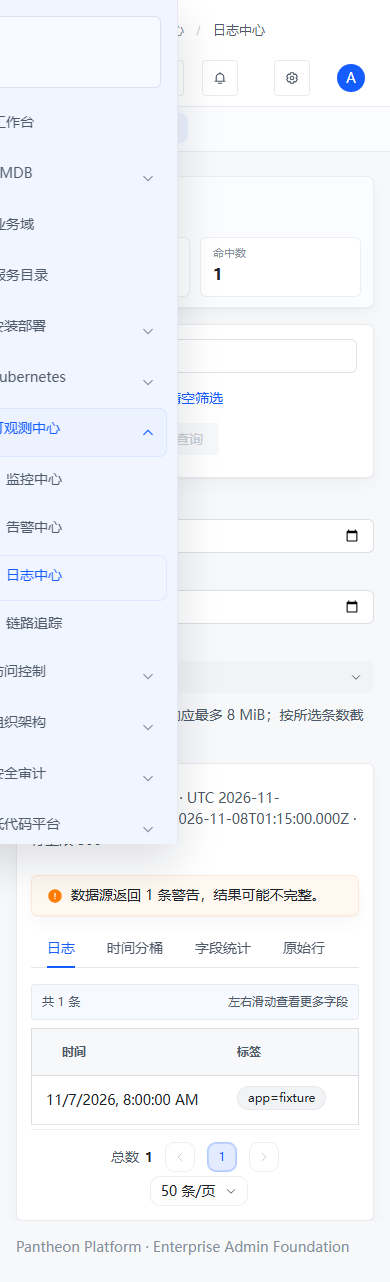 / 日志中心
A
工作台
MDB
业务域
服务目录
安装部署
ubernetes
可观测中心
监控中心
告警中心
日志中心
链路追踪
访问控制
组织架构
安全审计
低代码平台
命中数
1
清空筛选
查询
应最多 8 MiB；按所选条数截
· UTC 2026-11-
026-11-08T01:15:00.000Z ·
数据源返回 1 条警告，结果可能不完整。
日志 时间分桶 字段统计 原始行
共 1 条 左右滑动查看更多字段
时间 标签
11/7/2026, 8:00:00 AM app=fixture
总数 1 1
50 条/页
Pantheon Platform · Enterprise Admin Foundation